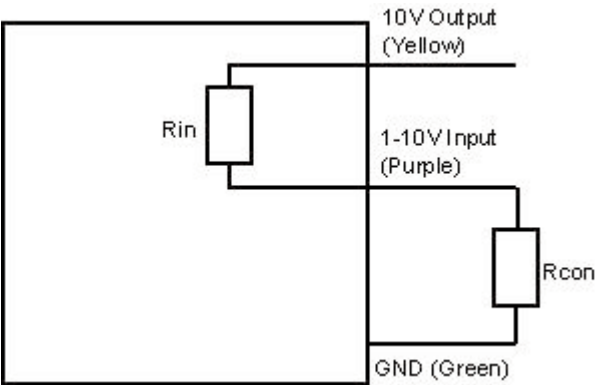 10V Output
(Yellow)
Rin
1-10V Input
(Purple)
Rcon
GND (Green)